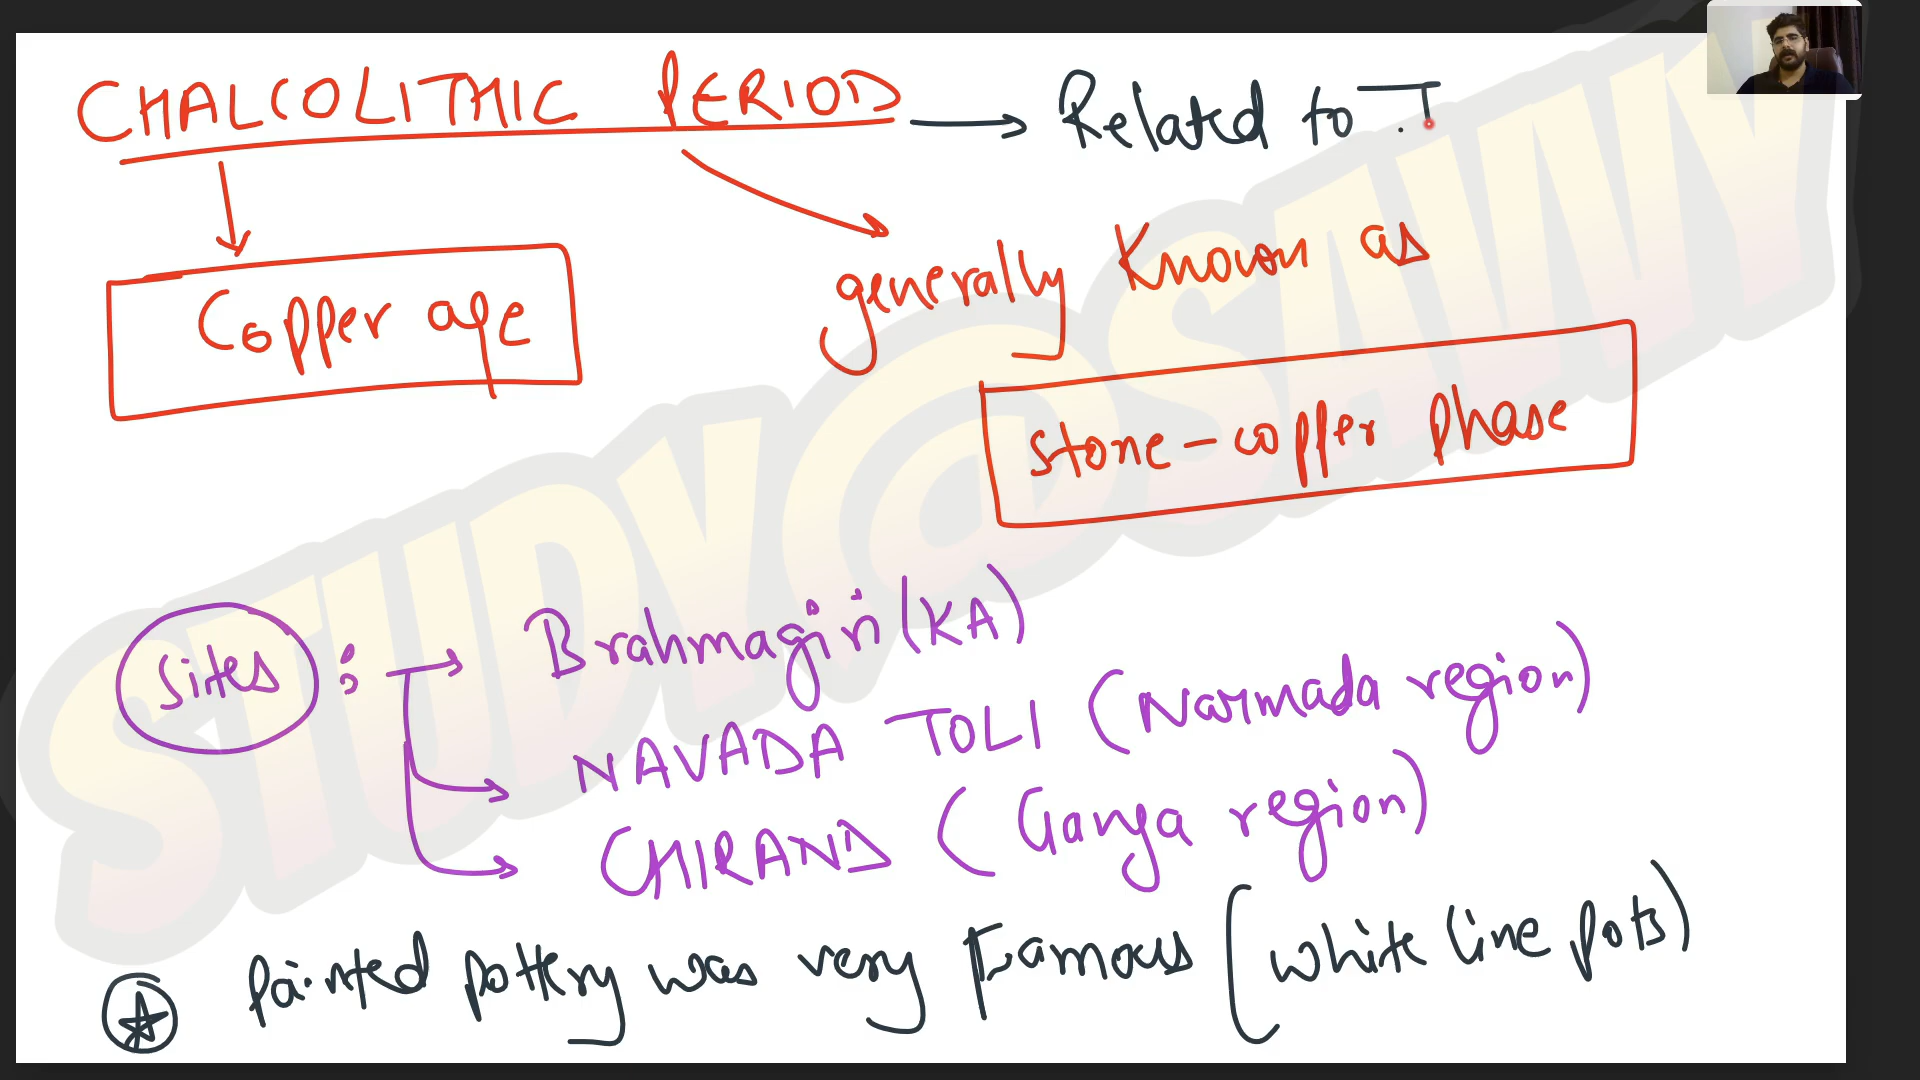 CHALCOLITHIC PERIOD → Related to I
Copper age
generally Known as
stone-copper phase
Sites : → Brahmagiri (KA)
→ NAVADA TOLI (Narmada region)
→ CHIRAND (Ganga region)
Painted pottery was very Famous (white line pots)
STUDY@SAVVY